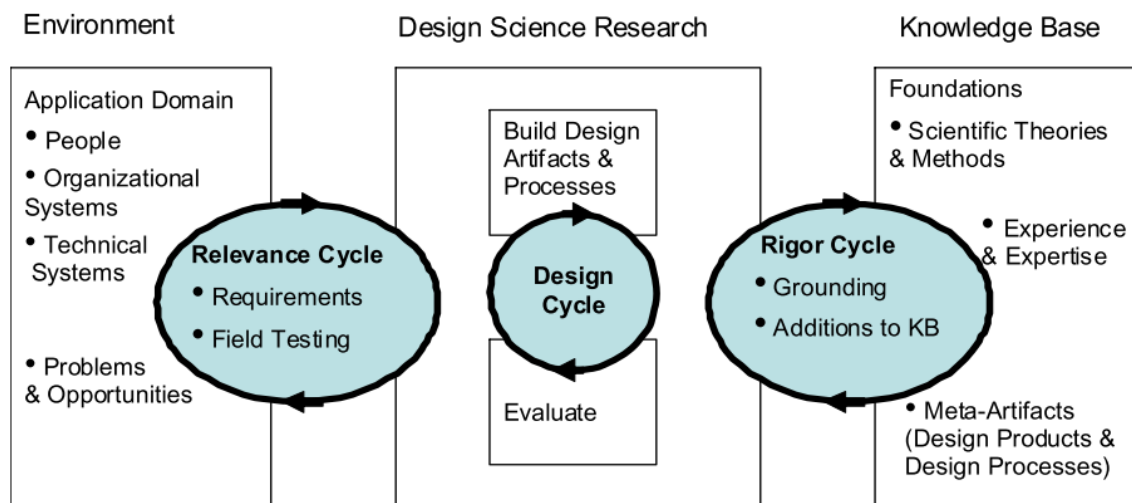 Environment
Design Science Research
Knowledge Base
Application Domain
• People
• Organizational
Systems
• Technical
Systems
• Problems
& Opportunities
Relevance Cycle
• Requirements
• Field Testing
Build Design
Artifacts &
Processes
Design
Cycle
Evaluate
Rigor Cycle
• Grounding
• Additions to KB
Foundations
• Scientific Theories
& Methods
• Experience
& Expertise
• Meta-Artifacts
(Design Products &
Design Processes)